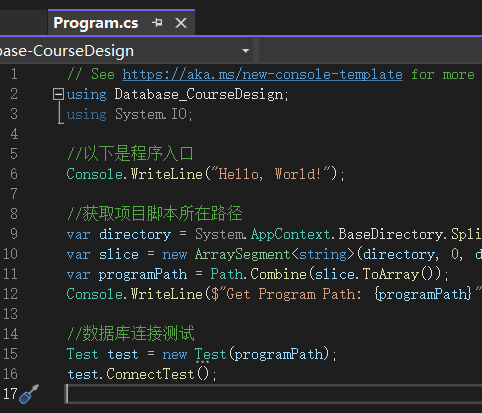 Program.cs
base-CourseDesign
1 // See https://aka.ms/new-console-template for more
2 using Database_CourseDesign;
3 using System.IO;
4
5 //以下是程序入口
6 Console.WriteLine("Hello, World!");
7
8 //获取项目脚本所在路径
9 var directory = System.AppContext.BaseDirectory.Spli
10 var slice = new ArraySegment<string>(directory, 0, d
11 var programPath = Path.Combine(slice.ToArray());
12 Console.WriteLine($"Get Program Path: {programPath}"
13
14 //数据库连接测试
15 Test test = new Test(programPath);
16 test.ConnectTest();
17